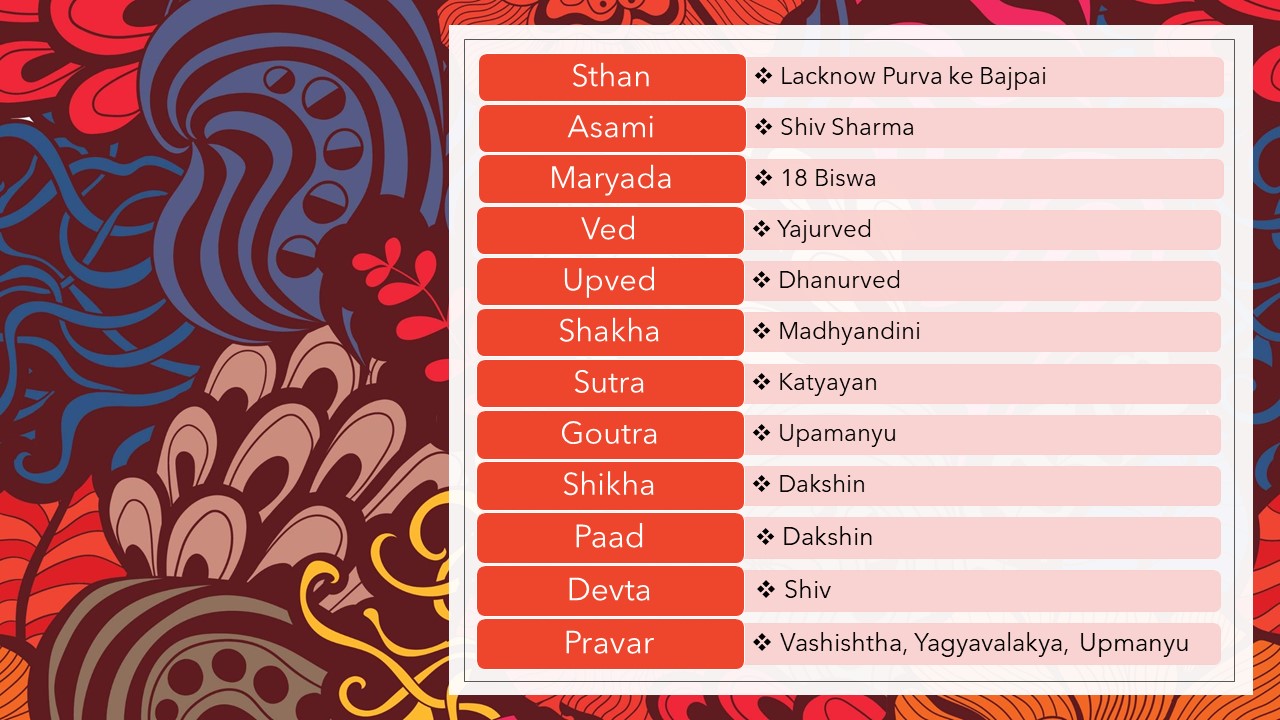 Sthan ❖ Lacknow Purva ke Bajpai
Asami ❖ Shiv Sharma
Maryada ❖ 18 Biswa
Ved ❖ Yajurved
Upved ❖ Dhanurved
Shakha ❖ Madhyandini
Sutra ❖ Katyayan
Goutra ❖ Upamanyu
Shikha ❖ Dakshin
Paad ❖ Dakshin
Devta ❖ Shiv
Pravar ❖ Vashishtha, Yagyavalakya, Upmanyu